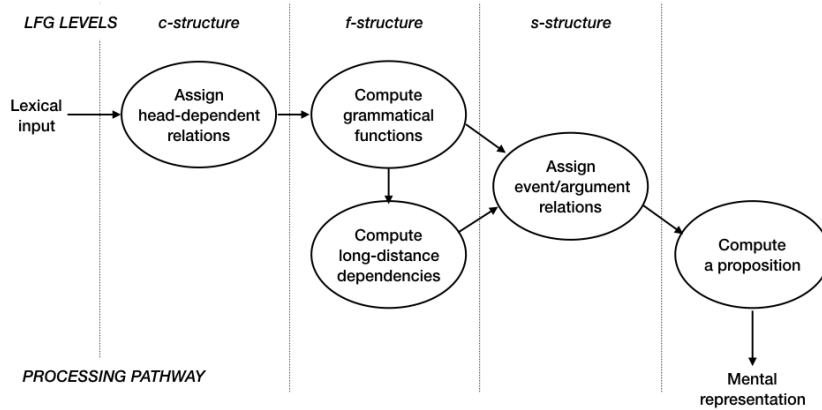 LFG LEVELS
c-structure
f-structure
s-structure
Lexical
input
Assign
head-dependent
relations
Compute
grammatical
functions
Compute
long-distance
dependencies
Assign
event/argument
relations
Compute
a proposition
Mental
representation
PROCESSING PATHWAY